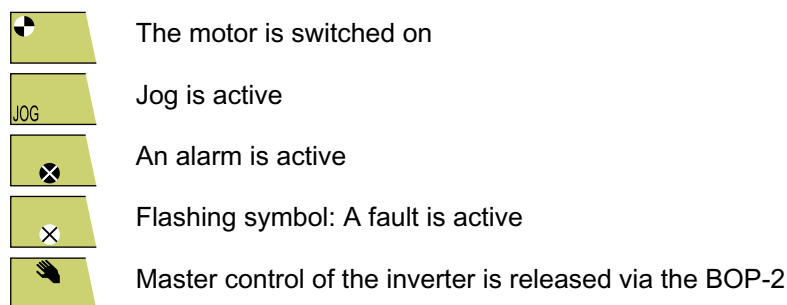 The motor is switched on
JOG Jog is active
An alarm is active
Flashing symbol: A fault is active
Master control of the inverter is released via the BOP-2